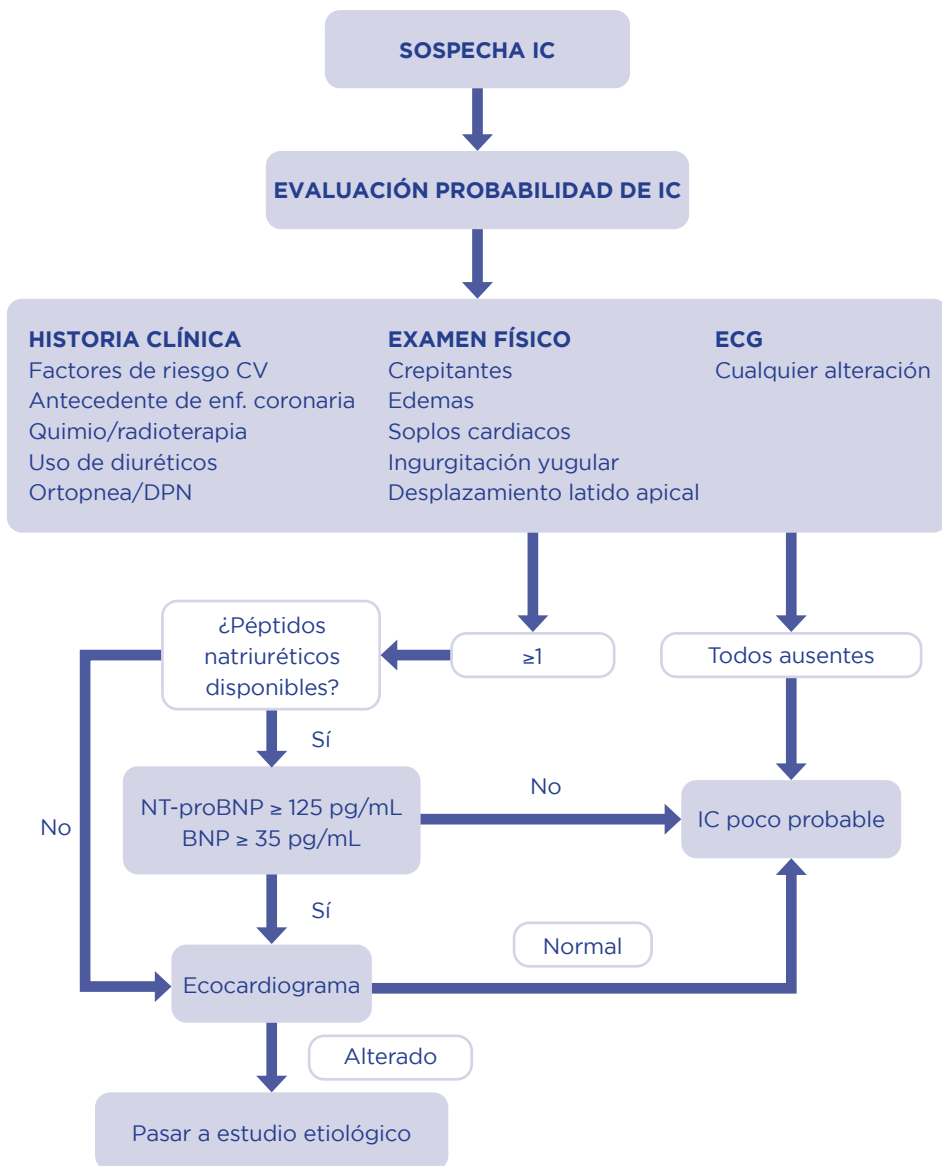 SOSPECHA IC
EVALUACIÓN PROBABILIDAD DE IC
HISTORIA CLÍNICA
Factores de riesgo CV
Antecedente de enf. coronaria
Quimio/radioterapia
Uso de diuréticos
Ortopnea/DPN
EXAMEN FÍSICO
Crepitantes
Edemas
Soplos cardiacos
Ingurgitación yugular
Desplazamiento latido apical
ECG
Cualquier alteración
¿Péptidos
natriuréticos
disponibles?
≥1
Todos ausentes
Sí
No
NT-proBNP ≥ 125 pg/mL
BNP ≥ 35 pg/mL
No
IC poco probable
Sí
Normal
Ecocardiograma
Alterado
Pasar a estudio etiológico